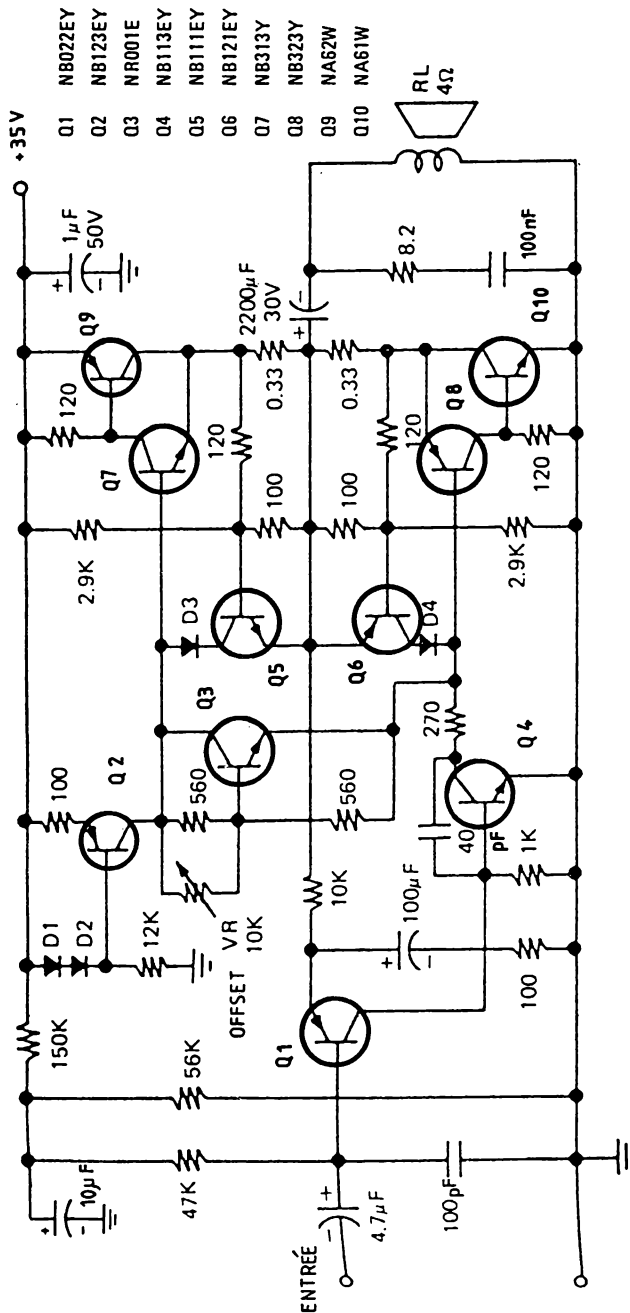 +35V
Q1 NB022EY
Q2 NB123EY
Q3 NR001E
Q4 NB113EY
Q5 NB111EY
Q6 NB121EY
Q7 NB313Y
Q8 NB323Y
Q9 NA62W
Q10 NA61W
10µF
+
-
150K
D1
D2
12K
100
Q2
2.9K
120
Q7
Q9
1µF
50V
+
-
47K
56K
OFFSET
VR
10K
560
Q3
D3
Q5
100
120
0.33
2200µF
30V
+
-
ENTRÉE
-
+
4.7µF
100pF
Q1
10K
+
-
100µF
100
560
Q6
D4
100
120
0.33
8.2
RL
4Ω
40
pF
1K
270
Q4
2.9K
Q8
120
Q10
100nF